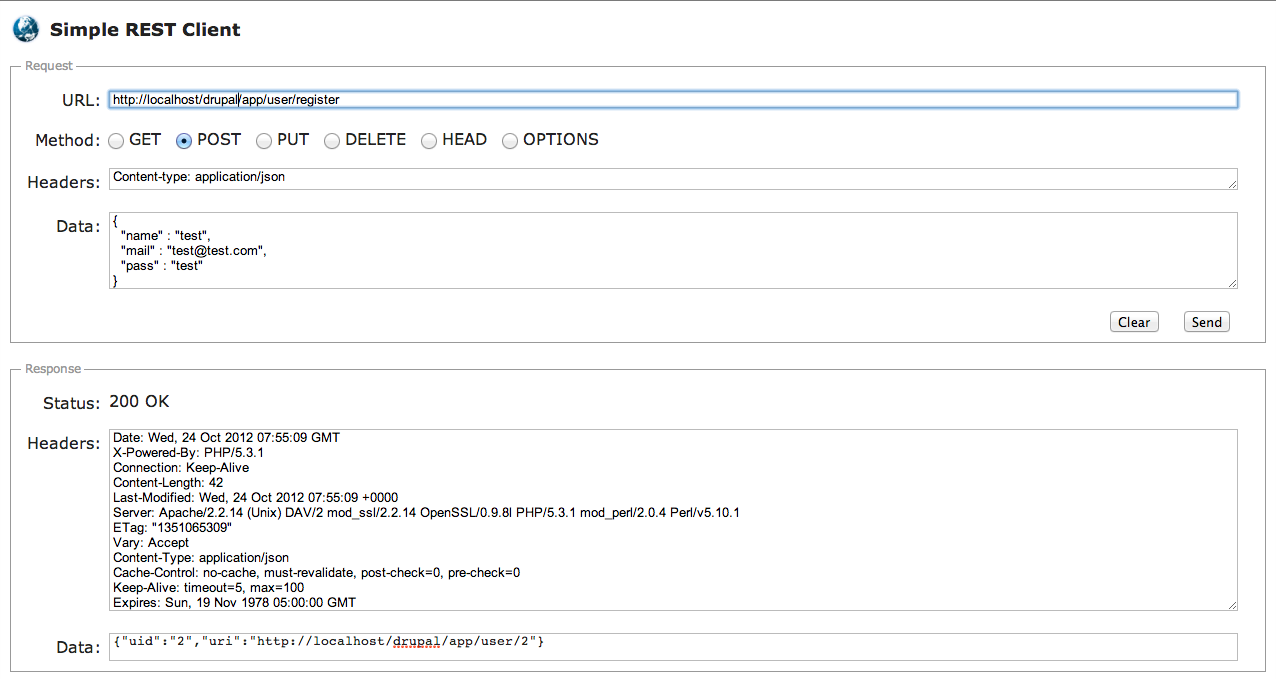 Simple REST Client
Request
URL: http://localhost/drupal/app/user/register
Method: GET POST PUT DELETE HEAD OPTIONS
Headers: Content-type: application/json
Data: {
"name" : "test",
"mail" : "test@test.com",
"pass" : "test"
}
Clear Send
Response
Status: 200 OK
Headers: Date: Wed, 24 Oct 2012 07:55:09 GMT
X-Powered-By: PHP/5.3.1
Connection: Keep-Alive
Content-Length: 42
Last-Modified: Wed, 24 Oct 2012 07:55:09 +0000
Server: Apache/2.2.14 (Unix) DAV/2 mod_ssl/2.2.14 OpenSSL/0.9.8l PHP/5.3.1 mod_perl/2.0.4 Perl/v5.10.1
ETag: "1351065309"
Vary: Accept
Content-Type: application/json
Cache-Control: no-cache, must-revalidate, post-check=0, pre-check=0
Keep-Alive: timeout=5, max=100
Expires: Sun, 19 Nov 1978 05:00:00 GMT
Data: {"uid":"2","uri":"http://localhost/drupal/app/user/2"}